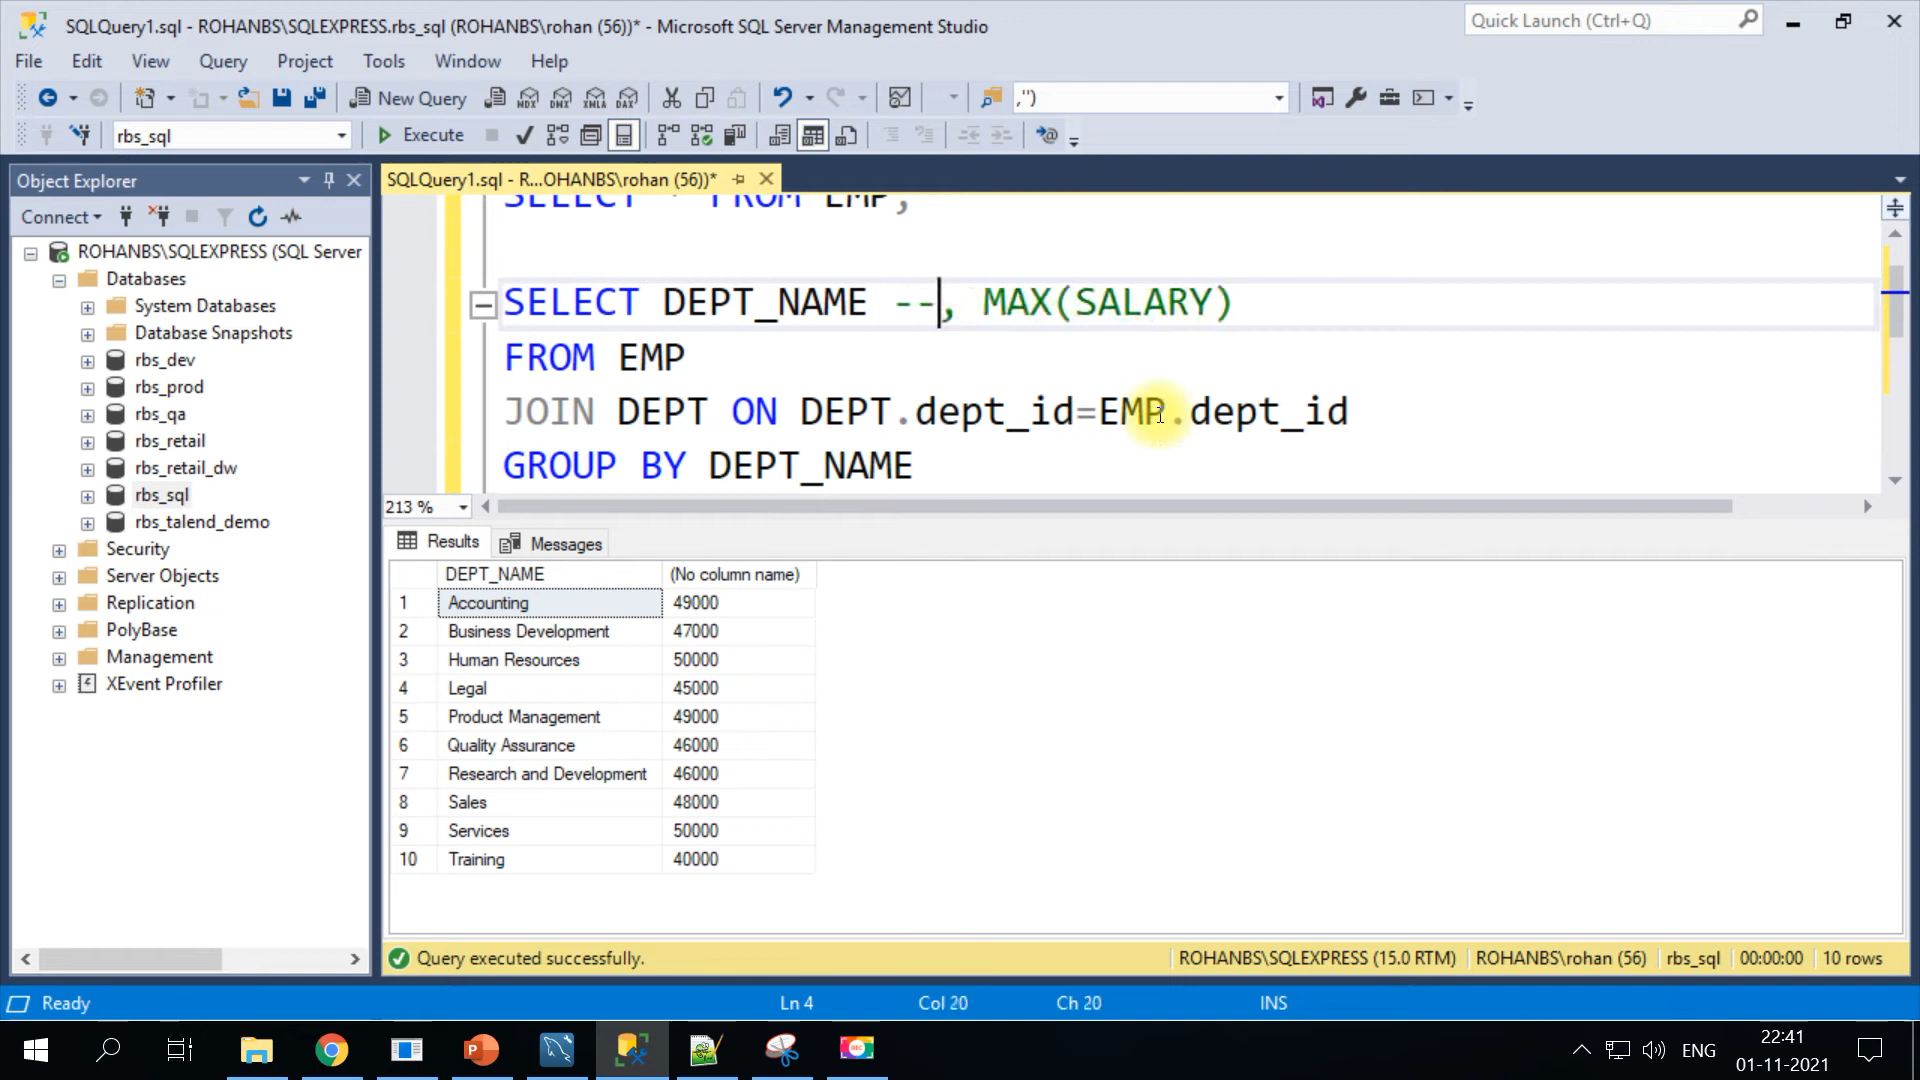 SQLQuery1.sql - ROHANBS\SQLEXPRESS.rbs_sql (ROHANBS\rohan (56))* - Microsoft SQL Server Management Studio
Quick Launch (Ctrl+Q)
File Edit View Query Project Tools Window Help
New Query MDX DMX XMLA DAX ,")
rbs_sql Execute
Object Explorer
Connect
ROHANBS\SQLEXPRESS (SQL Server
Databases
System Databases
Database Snapshots
rbs_dev
rbs_prod
rbs_qa
rbs_retail
rbs_retail_dw
rbs_sql
rbs_talend_demo
Security
Server Objects
Replication
PolyBase
Management
XEvent Profiler
SQLQuery1.sql - R...OHANBS\rohan (56))*
SELECT * FROM EMP;
SELECT DEPT_NAME --, MAX(SALARY)
FROM EMP
JOIN DEPT ON DEPT.dept_id=EMP.dept_id
GROUP BY DEPT_NAME
213 %
Results Messages
DEPT_NAME (No column name)
1 Accounting 49000
2 Business Development 47000
3 Human Resources 50000
4 Legal 45000
5 Product Management 49000
6 Quality Assurance 46000
7 Research and Development 46000
8 Sales 48000
9 Services 50000
10 Training 40000
Query executed successfully. ROHANBS\SQLEXPRESS (15.0 RTM) ROHANBS\rohan (56) rbs_sql 00:00:00 10 rows
Ready Ln 4 Col 20 Ch 20 INS
ENG
22:41
01-11-2021